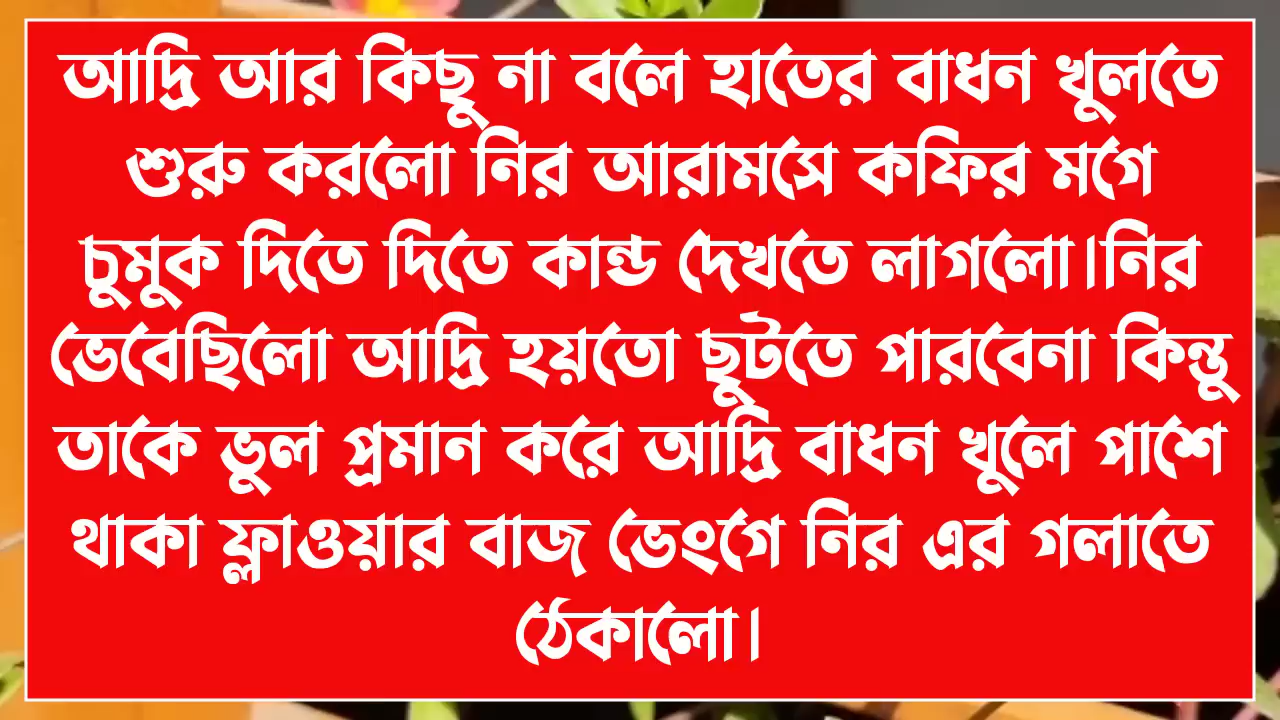 আদ্রি আর কিছু না বলে হাতের বাধন খুলতে
শুরু করলো নির আরামসে কফির মগে
চুমুক দিতে দিতে কান্ড দেখতে লাগলো।নির
ভেবেছিলো আদ্রি হয়তো ছুটতে পারবেনা কিন্তু
তাকে ভুল প্রমান করে আদ্রি বাধন খুলে পাশে
থাকা ফ্লাওয়ার বাজ ভেংগে নির এর গলাতে
ঠেকালো।